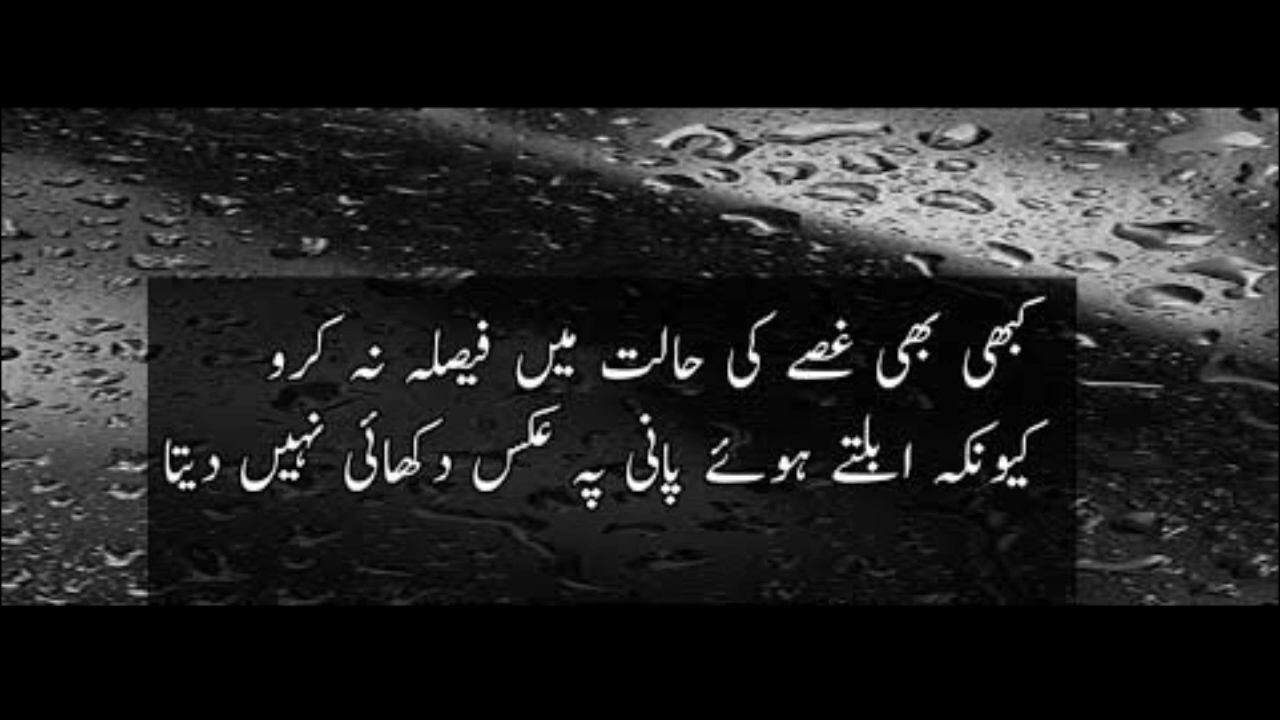 کبھی بھی غصے کی حالت میں فیصلہ نہ کرو
کیونکہ ابلتے ہوئے پانی پہ عکس دکھائی نہیں دیتا